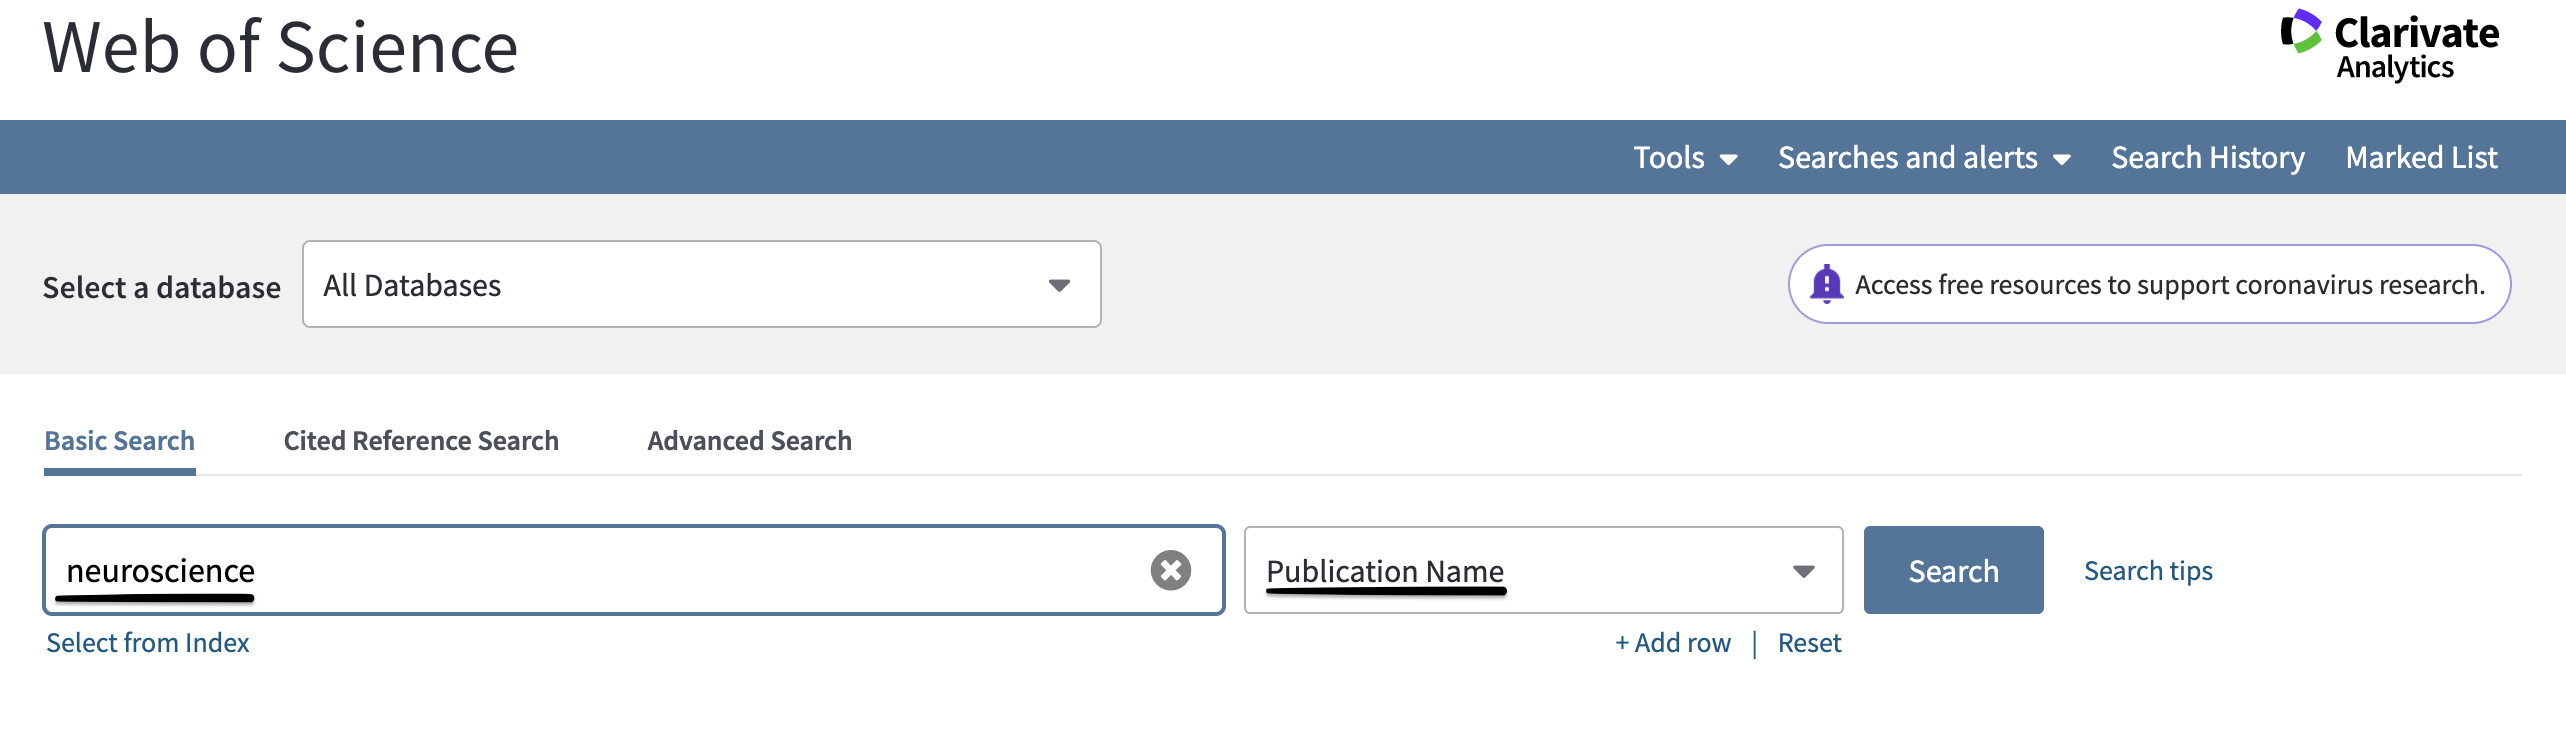 Web of Science
Clarivate
Analytics
Tools Searches and alerts Search History Marked List
Select a database All Databases Access free resources to support coronavirus research.
Basic Search Cited Reference Search Advanced Search
neuroscience Publication Name Search Search tips
Select from Index + Add row | Reset